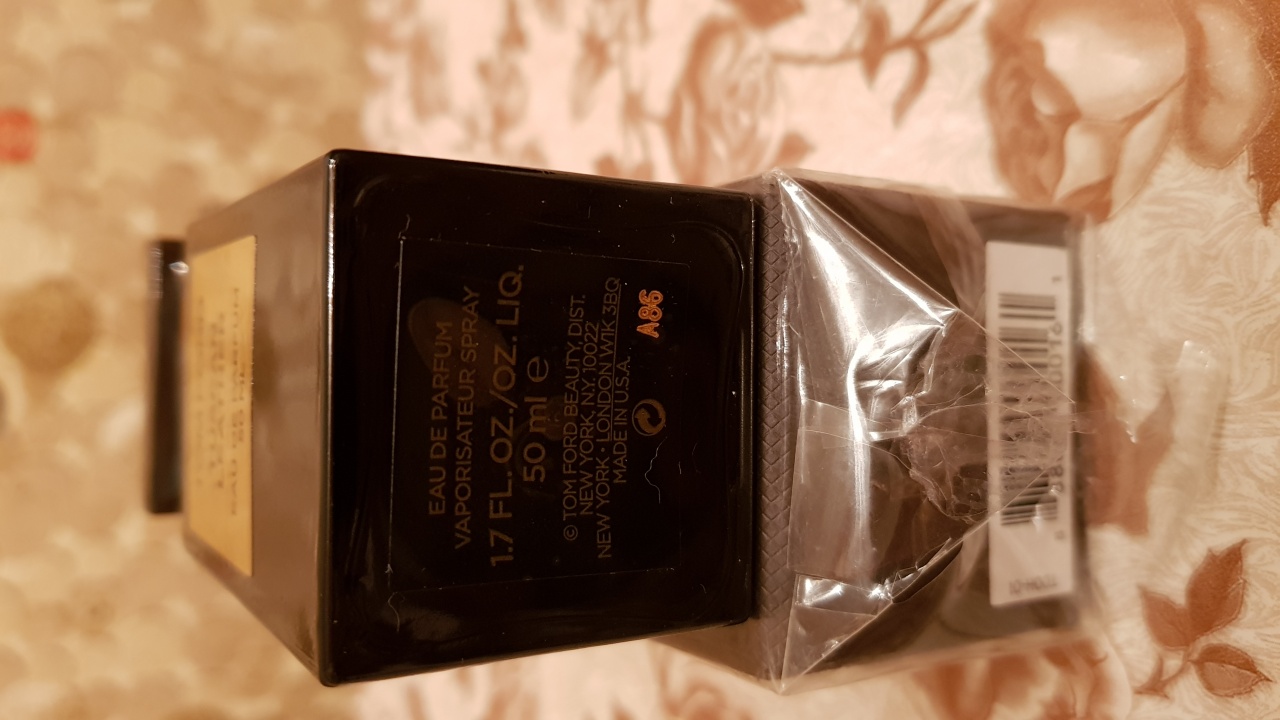 EAU DE PARFUM
VAPORISATEUR SPRAY
1.7 FL.OZ./OZ. LIQ.
50 ml e
© TOM FORD BEAUTY, DIST.
NEW YORK, N.Y. 10022
NEW YORK • LONDON W1K 3BQ
MADE IN U.S.A.
A86